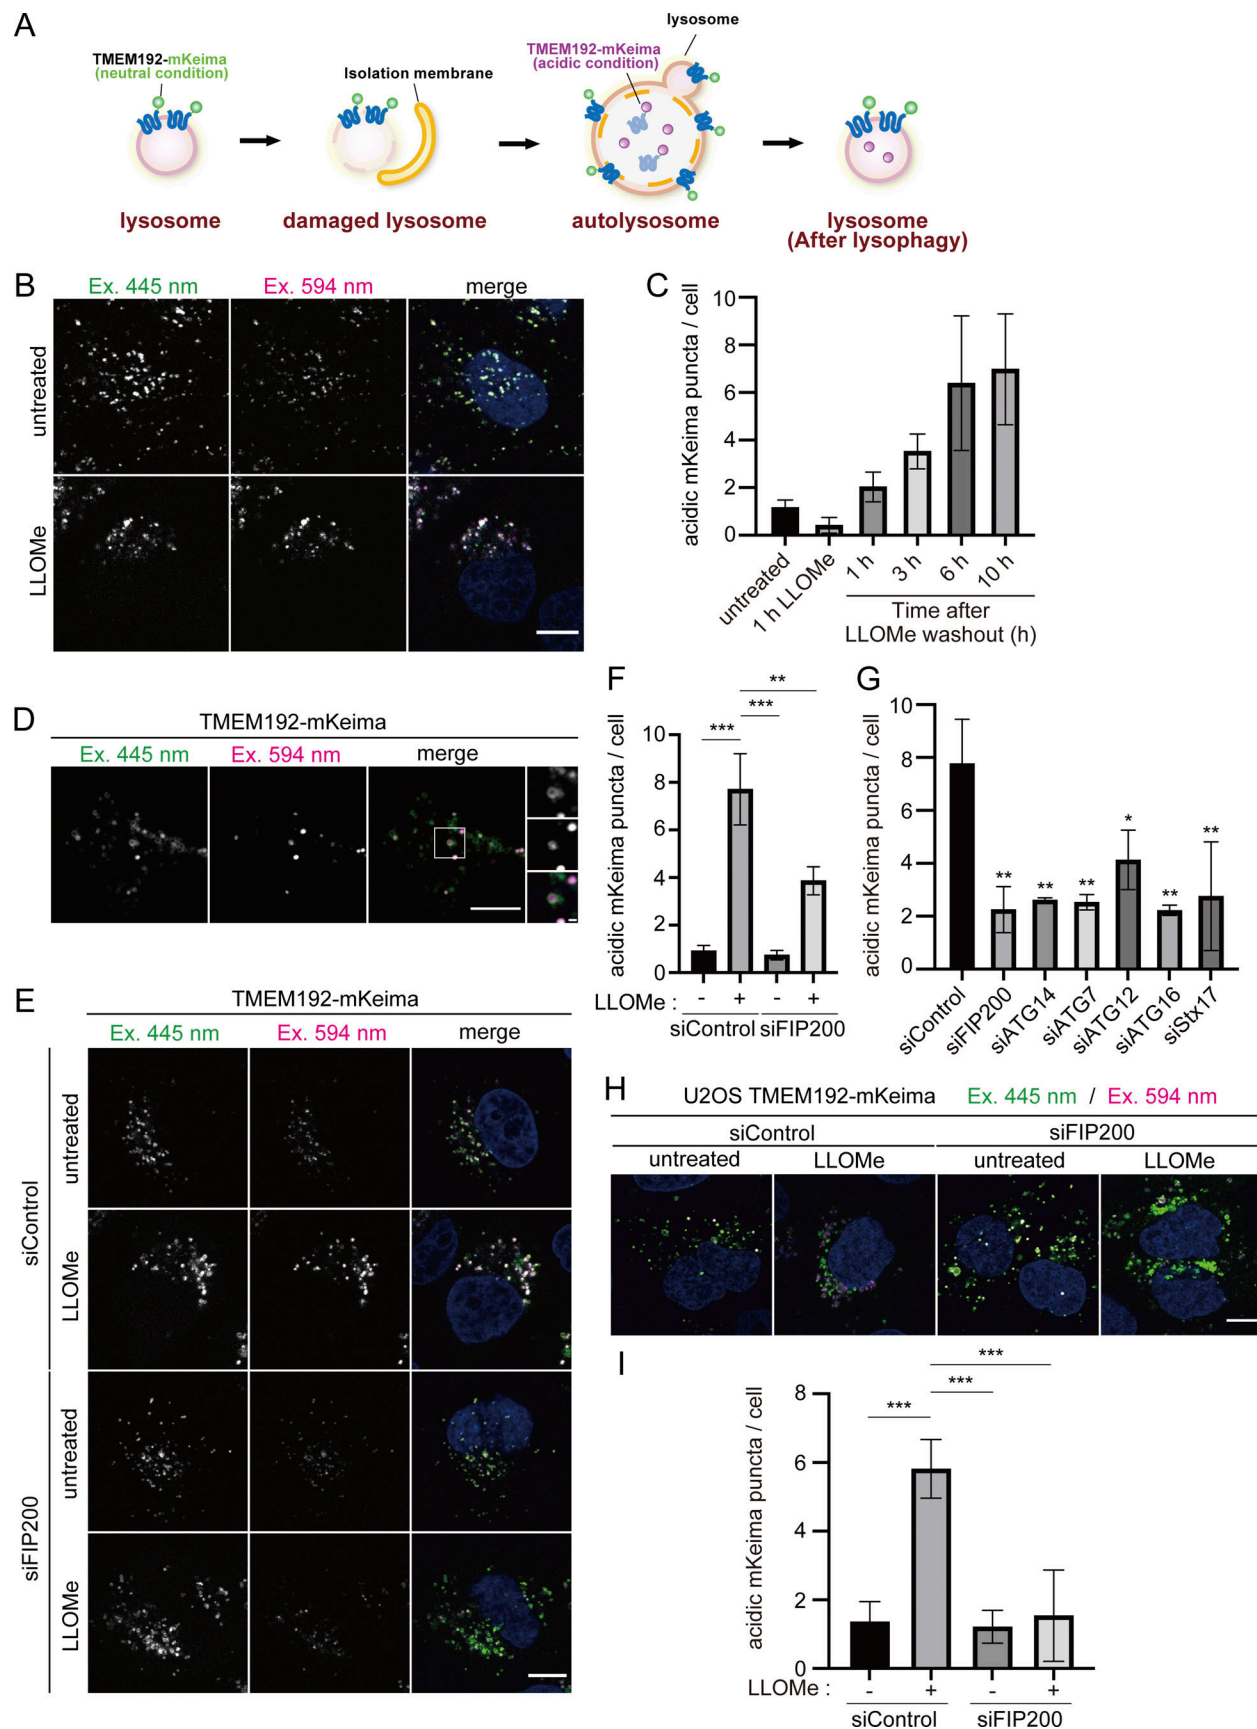 A
TMEM192-mKeima
(neutral condition)
Isolation membrane
TMEM192-mKeima
(acidic condition)
lysosome
lysosome
damaged lysosome
autolysosome
lysosome
(After lysophagy)
B
Ex. 445 nm
Ex. 594 nm
merge
untreated
LLOMe
C
acidic mKeima puncta / cell
10
8
6
4
2
0
untreated
1 h LLOMe
1 h
3 h
6 h
10 h
Time after
LLOMe washout (h)
D
TMEM192-mKeima
Ex. 445 nm
Ex. 594 nm
merge
E
TMEM192-mKeima
Ex. 445 nm
Ex. 594 nm
merge
siControl
untreated
LLOMe
siFIP200
untreated
LLOMe
F
acidic mKeima puncta / cell
10
8
6
4
2
0
**
***
***
LLOMe : - + - +
siControl siFIP200
G
acidic mKeima puncta / cell
10
8
6
4
2
0
**
**
**
*
**
**
siControl
siFIP200
siATG14
siATG7
siATG12
siATG16
siStx17
H
U2OS TMEM192-mKeima Ex. 445 nm / Ex. 594 nm
siControl siFIP200
untreated LLOMe untreated LLOMe
I
acidic mKeima puncta / cell
8
6
4
2
0
***
***
***
LLOMe : - + - +
siControl siFIP200